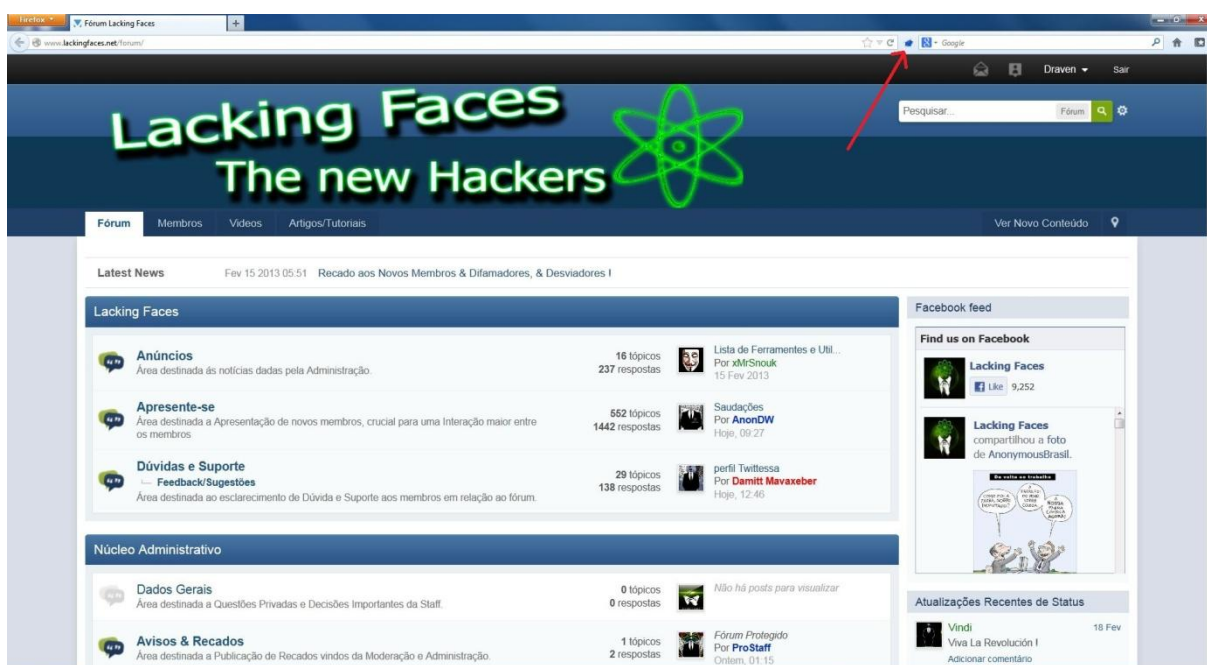 Firefox
Fórum Lacking Faces
www.lackingfaces.net/forum/
Google
Draven
Sair
Lacking Faces
The new Hackers
Pesquisar...
Fórum
Fórum
Membros
Videos
Artigos/Tutoriais
Ver Novo Conteúdo
Latest News
Fev 15 2013 05:51
Recado aos Novos Membros & Difamadores, & Desviadores !
Lacking Faces
Anúncios
Área destinada ás notícias dadas pela Administração.
16 tópicos
237 respostas
Lista de Ferramentes e Util...
Por xMrSnouk
15 Fev 2013
Apresente-se
Área destinada a Apresentação de novos membros, crucial para uma Interação maior entre
os membros
552 tópicos
1442 respostas
Saudações
Por AnonDW
Hoje, 09:27
Dúvidas e Suporte
Feedback/Sugestões
Área destinada ao esclarecimento de Dúvida e Suporte aos membros em relação ao fórum.
29 tópicos
138 respostas
perfil Twittessa
Por Damitt Mavaxeber
Hoje, 12:46
Núcleo Administrativo
Dados Gerais
Área destinada a Questões Privadas e Decisões Importantes da Staff.
0 tópicos
0 respostas
Não há posts para visualizar
Avisos & Recados
Área destinada a Publicação de Recados vindos da Moderação e Administração.
1 tópicos
2 respostas
Fórum Protegido
Por ProStaff
Ontem, 01:15
Facebook feed
Find us on Facebook
Lacking Faces
Like 9,252
Lacking Faces
compartilhou a foto
de AnonymousBrasil.
De volta ao trabalho
Atualizações Recentes de Status
Vindi
18 Fev
Viva La Revolución !
Adicionar comentário